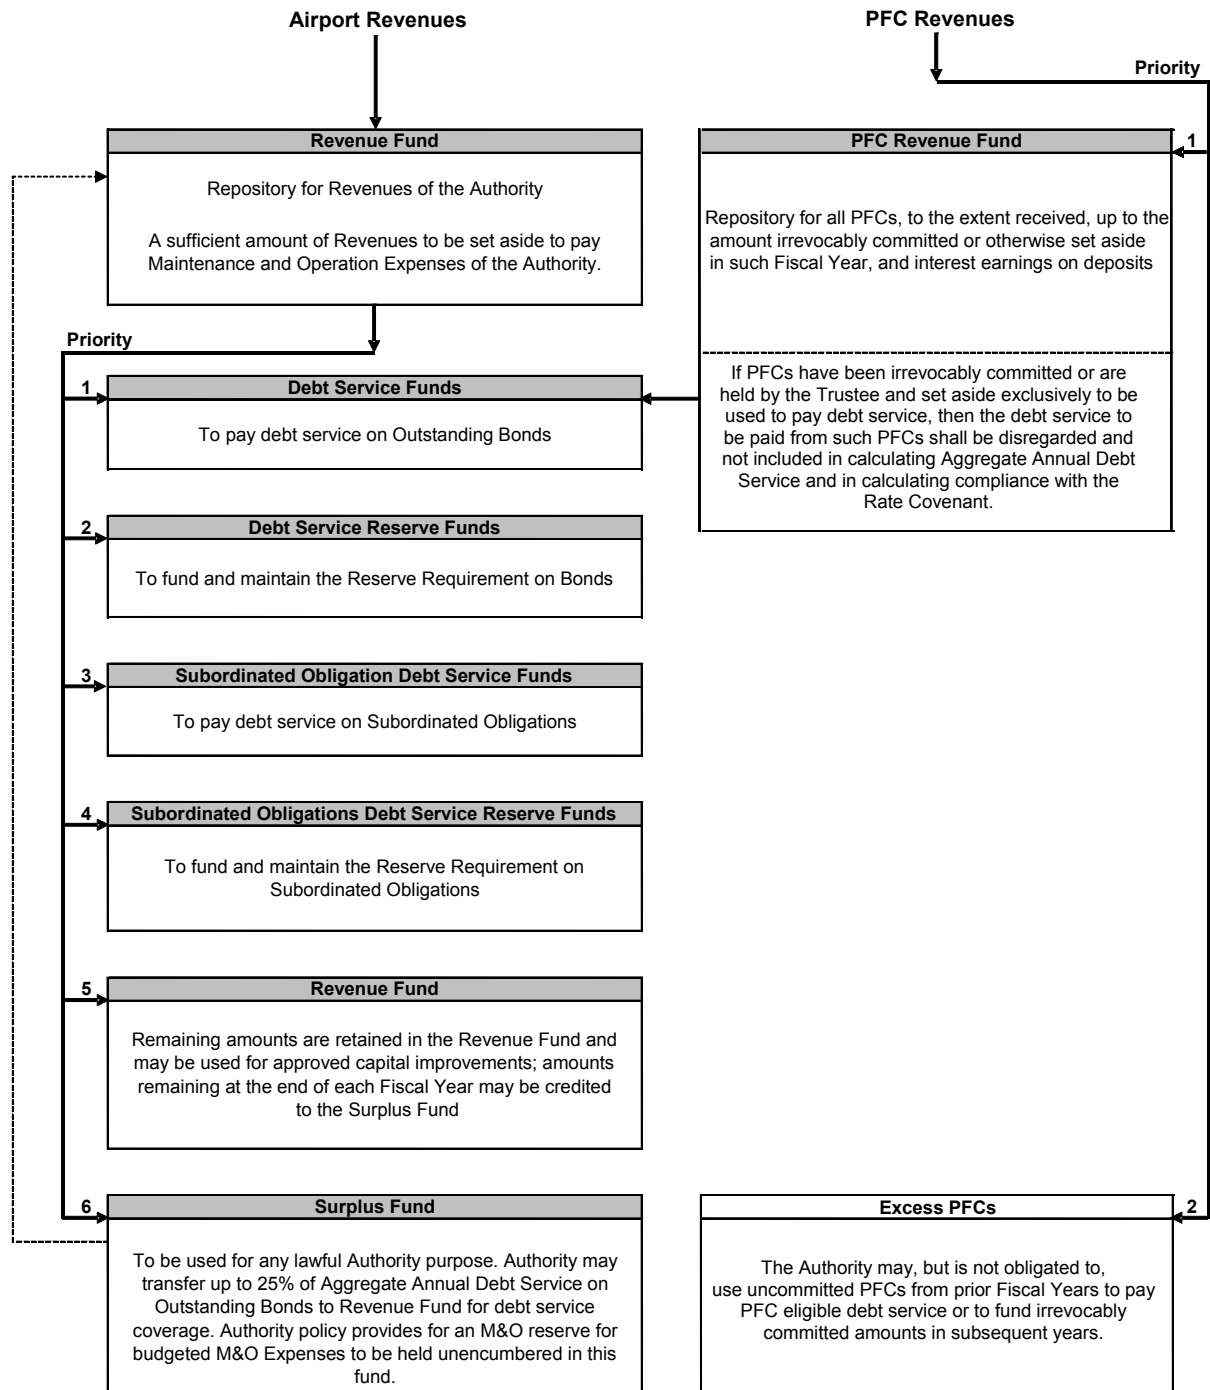 Airport Revenues
PFC Revenues
Priority
Revenue Fund
Repository for Revenues of the Authority
A sufficient amount of Revenues to be set aside to pay
Maintenance and Operation Expenses of the Authority.
PFC Revenue Fund
1
Repository for all PFCs, to the extent received, up to the
amount irrevocably committed or otherwise set aside
in such Fiscal Year, and interest earnings on deposits
If PFCs have been irrevocably committed or are
held by the Trustee and set aside exclusively to be
used to pay debt service, then the debt service to
be paid from such PFCs shall be disregarded and
not included in calculating Aggregate Annual Debt
Service and in calculating compliance with the
Rate Covenant.
Priority
1
Debt Service Funds
To pay debt service on Outstanding Bonds
2
Debt Service Reserve Funds
To fund and maintain the Reserve Requirement on Bonds
3
Subordinated Obligation Debt Service Funds
To pay debt service on Subordinated Obligations
4
Subordinated Obligations Debt Service Reserve Funds
To fund and maintain the Reserve Requirement on
Subordinated Obligations
5
Revenue Fund
Remaining amounts are retained in the Revenue Fund and
may be used for approved capital improvements; amounts
remaining at the end of each Fiscal Year may be credited
to the Surplus Fund
6
Surplus Fund
To be used for any lawful Authority purpose. Authority may
transfer up to 25% of Aggregate Annual Debt Service on
Outstanding Bonds to Revenue Fund for debt service
coverage. Authority policy provides for an M&O reserve for
budgeted M&O Expenses to be held unencumbered in this
fund.
Excess PFCs
2
The Authority may, but is not obligated to,
use uncommitted PFCs from prior Fiscal Years to pay
PFC eligible debt service or to fund irrevocably
committed amounts in subsequent years.